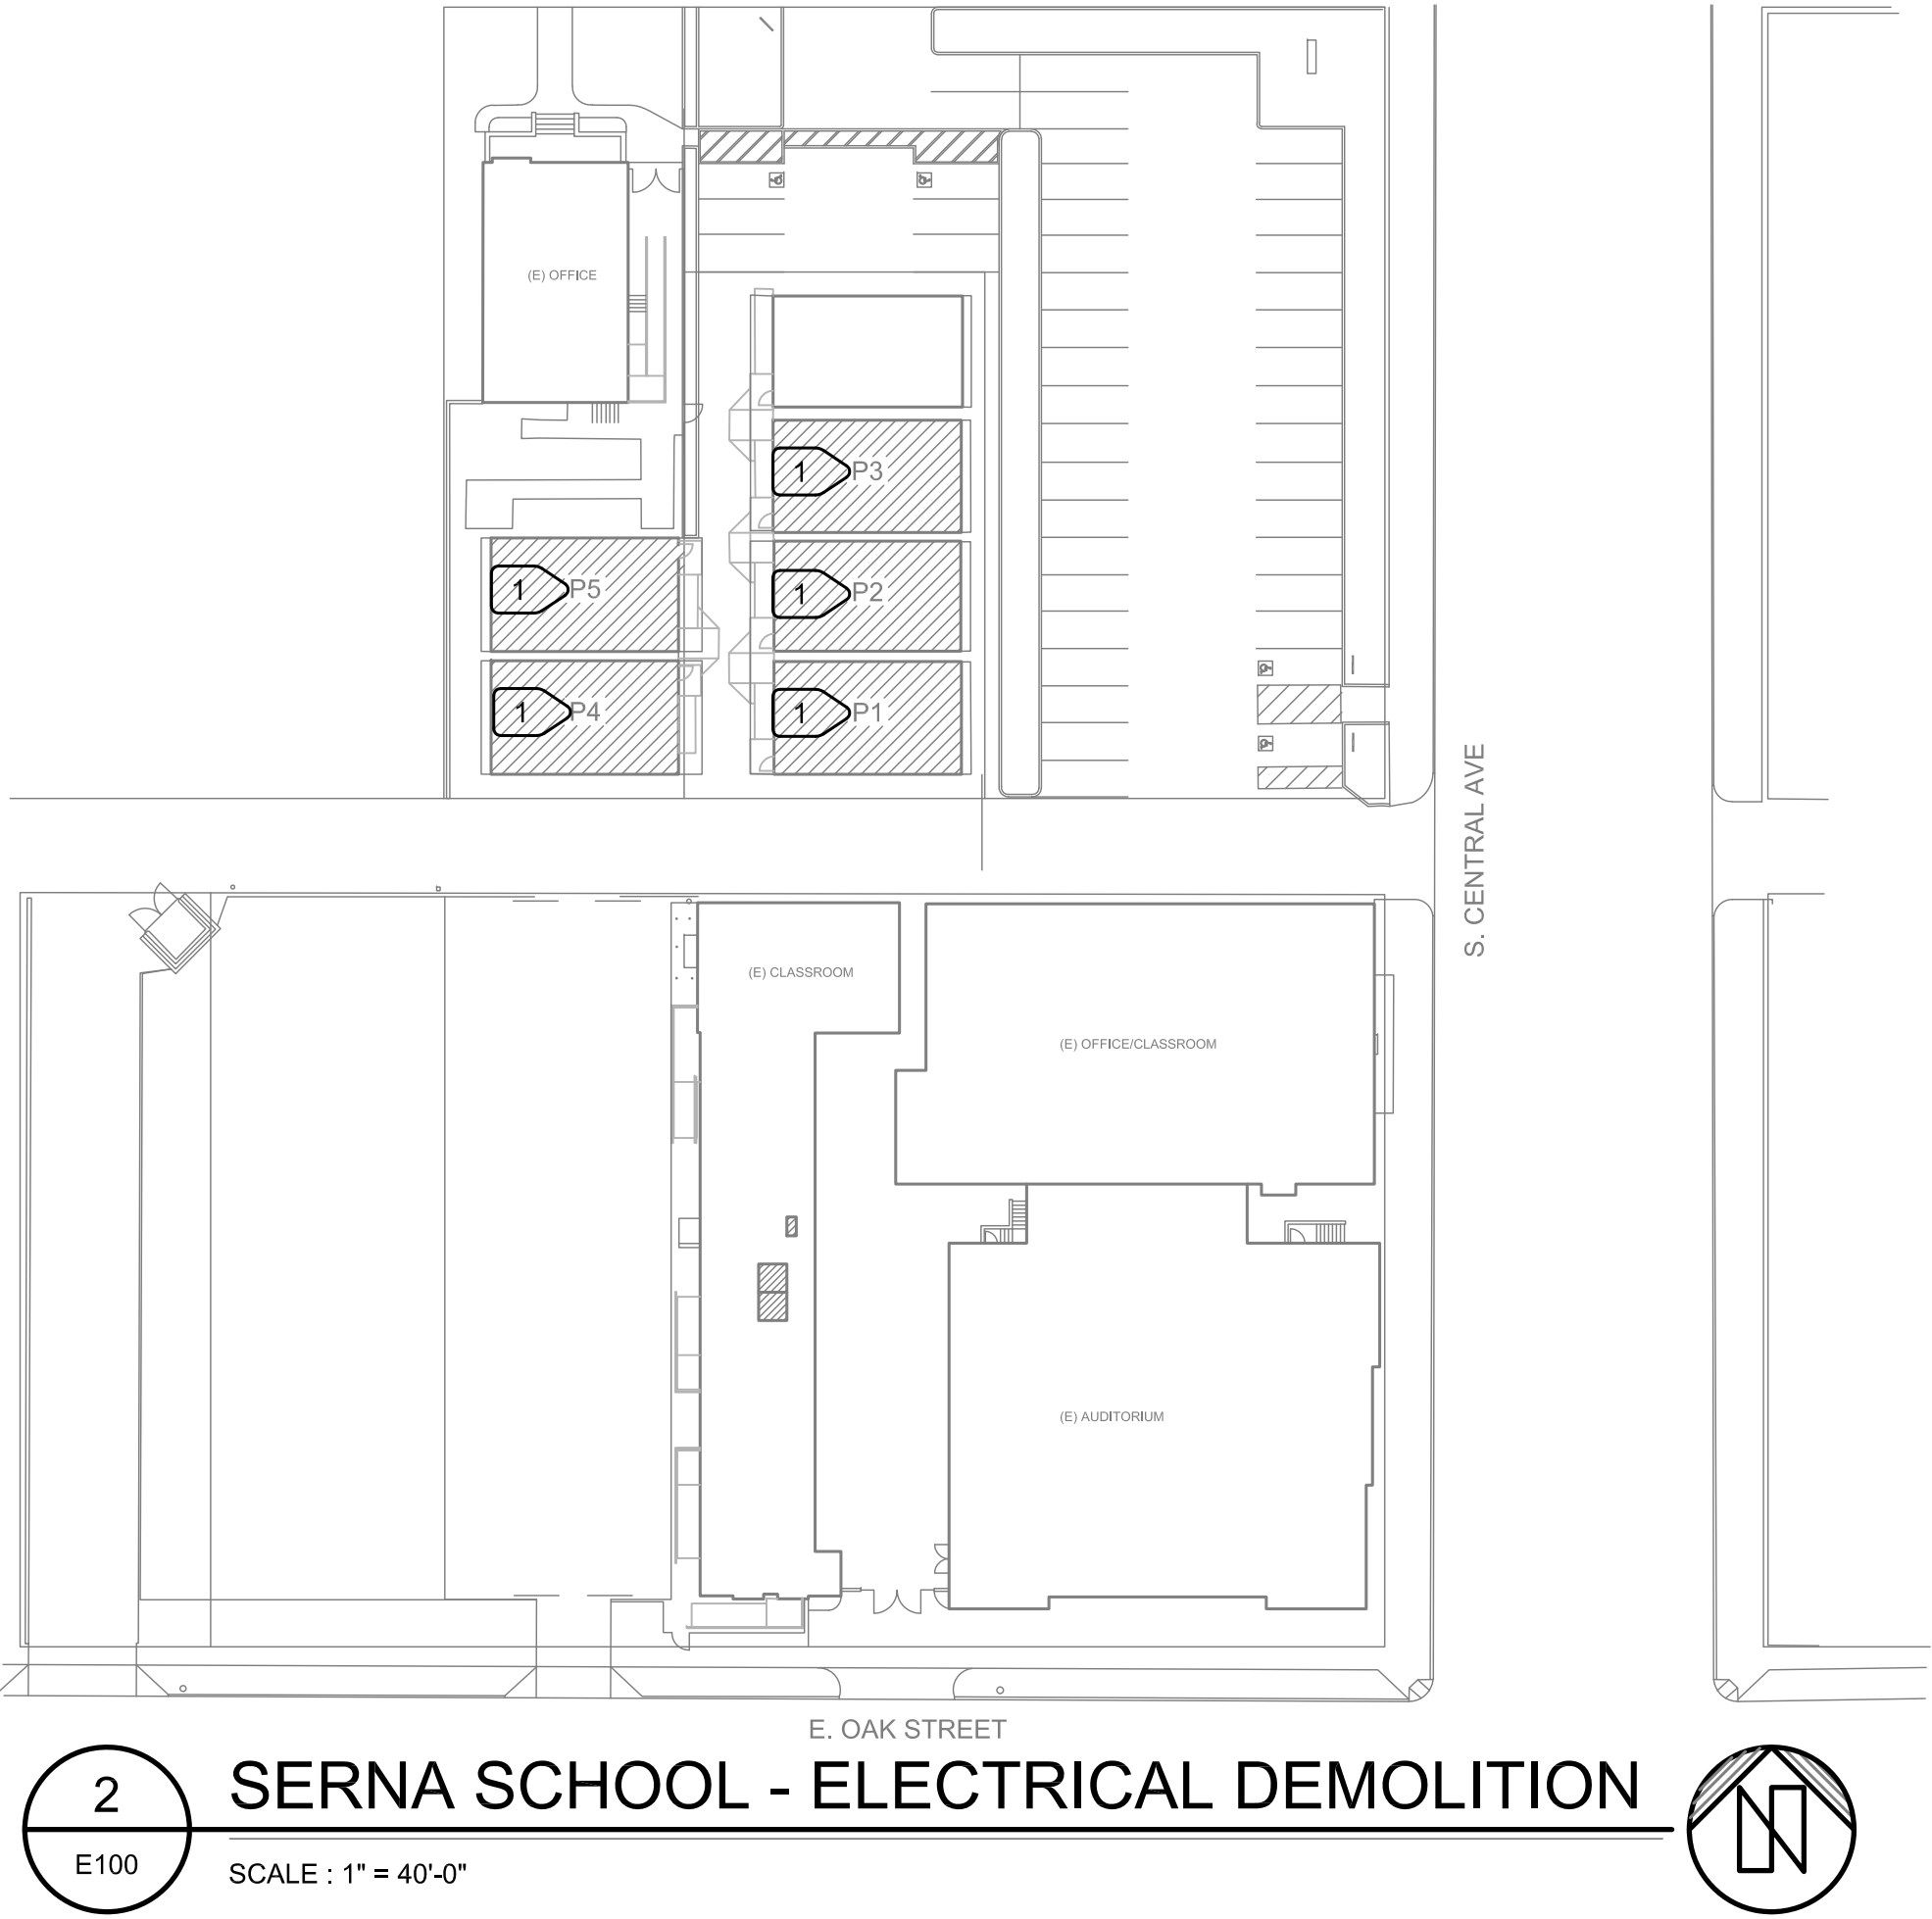 (E) OFFICE
1 P3
1 P5
1 P2
1 P4
1 P1
S. CENTRAL AVE
(E) CLASSROOM
(E) OFFICE/CLASSROOM
(E) AUDITORIUM
E. OAK STREET
2
E100
SERNA SCHOOL - ELECTRICAL DEMOLITION
SCALE : 1" = 40'-0"
N